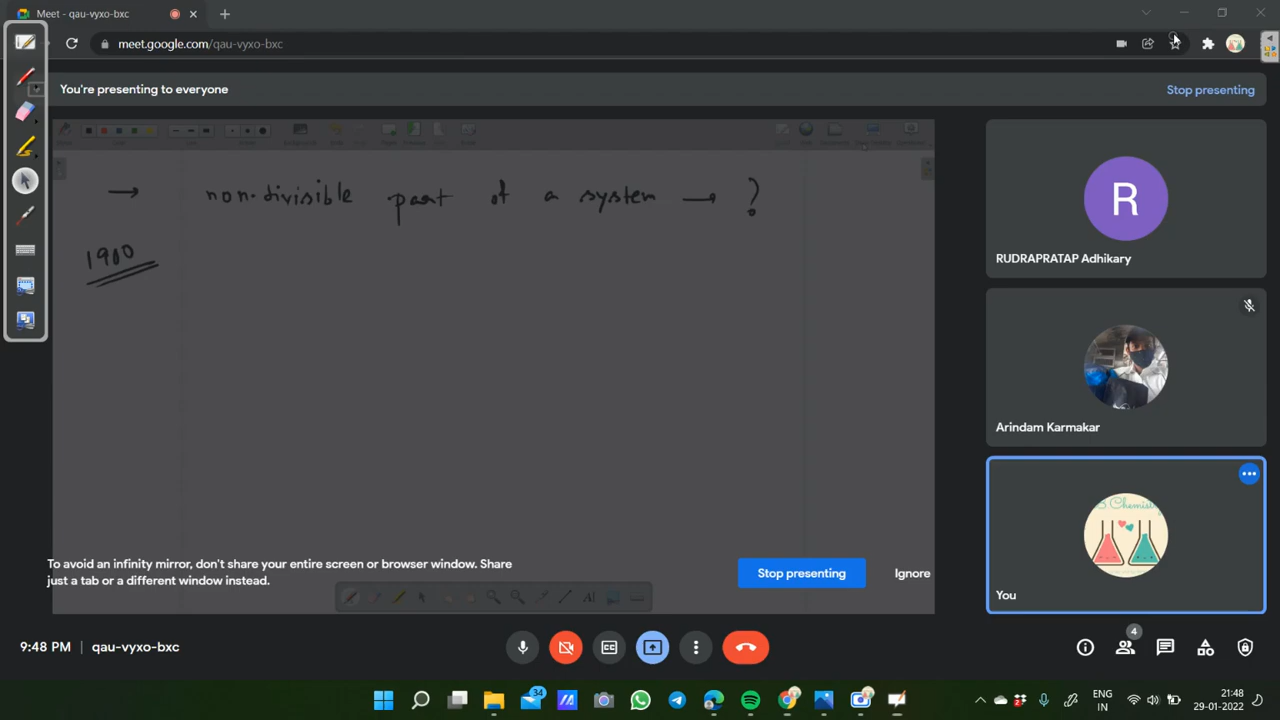 Meet - qau-vyxo-bxc
meet.google.com/qau-vyxo-bxc
You're presenting to everyone
Stop presenting
→ non-divisible part of a system → ?
1900
RUDRAPRATAP Adhikary
R
Arindam Karmakar
S.Chemistry
You
To avoid an infinity mirror, don't share your entire screen or browser window. Share
just a tab or a different window instead.
Stop presenting
Ignore
9:48 PM
qau-vyxo-bxc
4
34
ENG
IN
21:48
29-01-2022